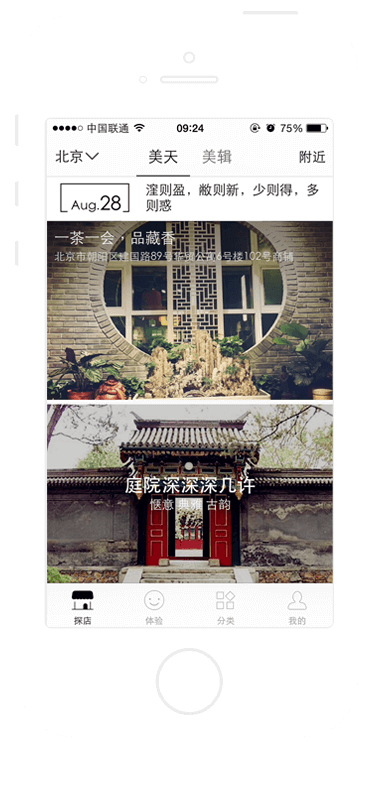 中国联通 09:24 75%
北京 美天 美辑 附近
Aug.28
洼则盈，敝则新，少则得，多
则惑
一茶一会，品藏香
北京市朝阳区建国路89号华贸公寓6号楼102号商铺
庭院深深深几许
惬意 典雅 古韵
探店 体验 分类 我的